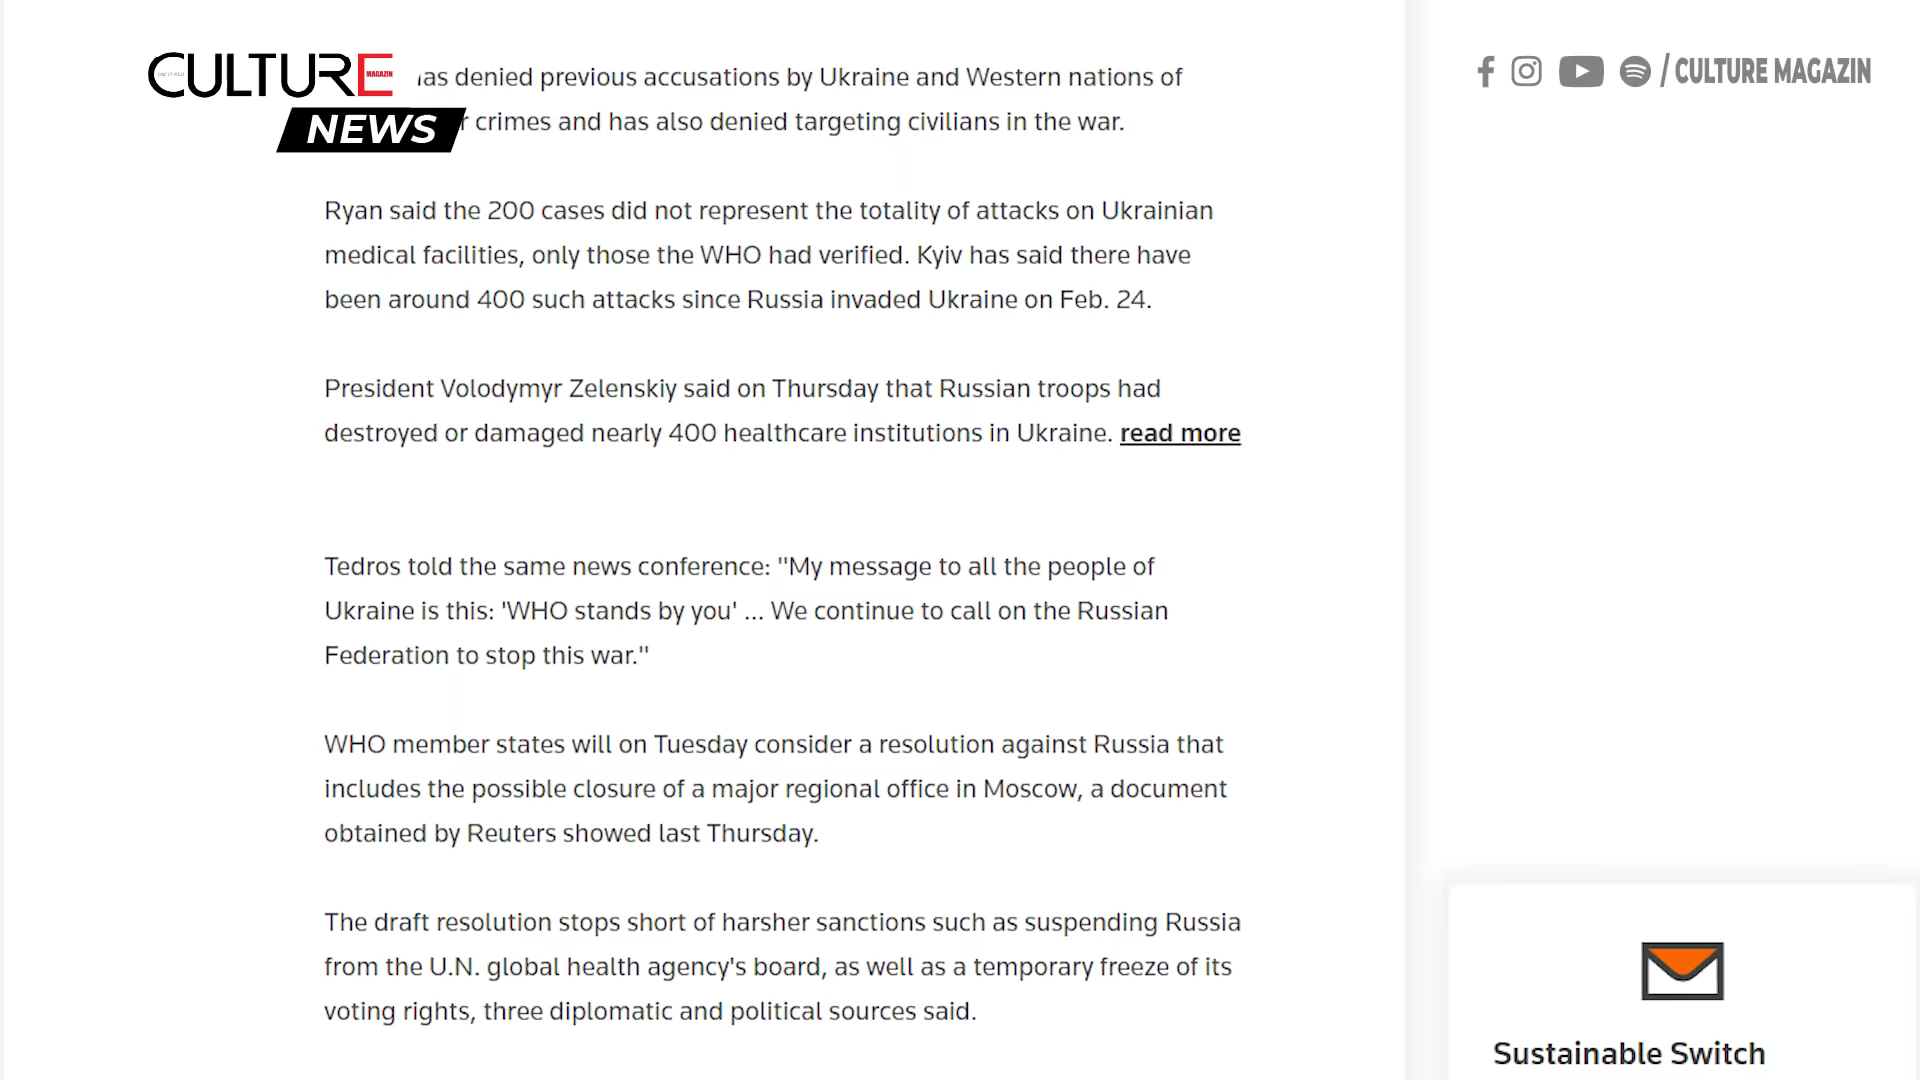 CULTURE
MAGAZIN
NEWS
/ CULTURE MAGAZIN
has denied previous accusations by Ukraine and Western nations of
crimes and has also denied targeting civilians in the war.
Ryan said the 200 cases did not represent the totality of attacks on Ukrainian
medical facilities, only those the WHO had verified. Kyiv has said there have
been around 400 such attacks since Russia invaded Ukraine on Feb. 24.
President Volodymyr Zelenskiy said on Thursday that Russian troops had
destroyed or damaged nearly 400 healthcare institutions in Ukraine. read more
Tedros told the same news conference: "My message to all the people of
Ukraine is this: 'WHO stands by you' ... We continue to call on the Russian
Federation to stop this war."
WHO member states will on Tuesday consider a resolution against Russia that
includes the possible closure of a major regional office in Moscow, a document
obtained by Reuters showed last Thursday.
The draft resolution stops short of harsher sanctions such as suspending Russia
from the U.N. global health agency's board, as well as a temporary freeze of its
voting rights, three diplomatic and political sources said.
Sustainable Switch